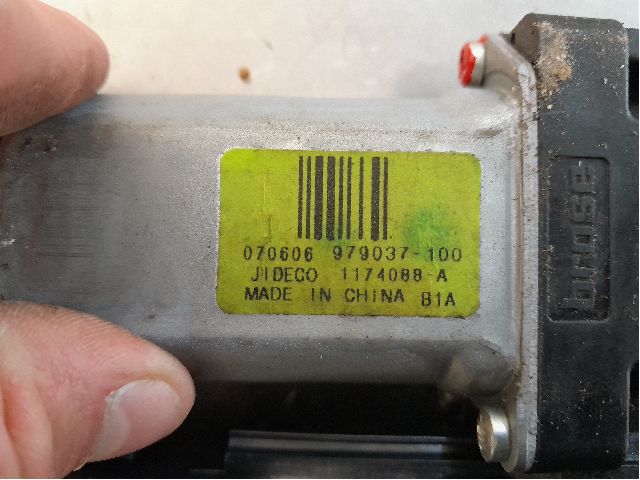 070606 979037-100
JIDECO 1174088-A
MADE IN CHINA B1A
brose